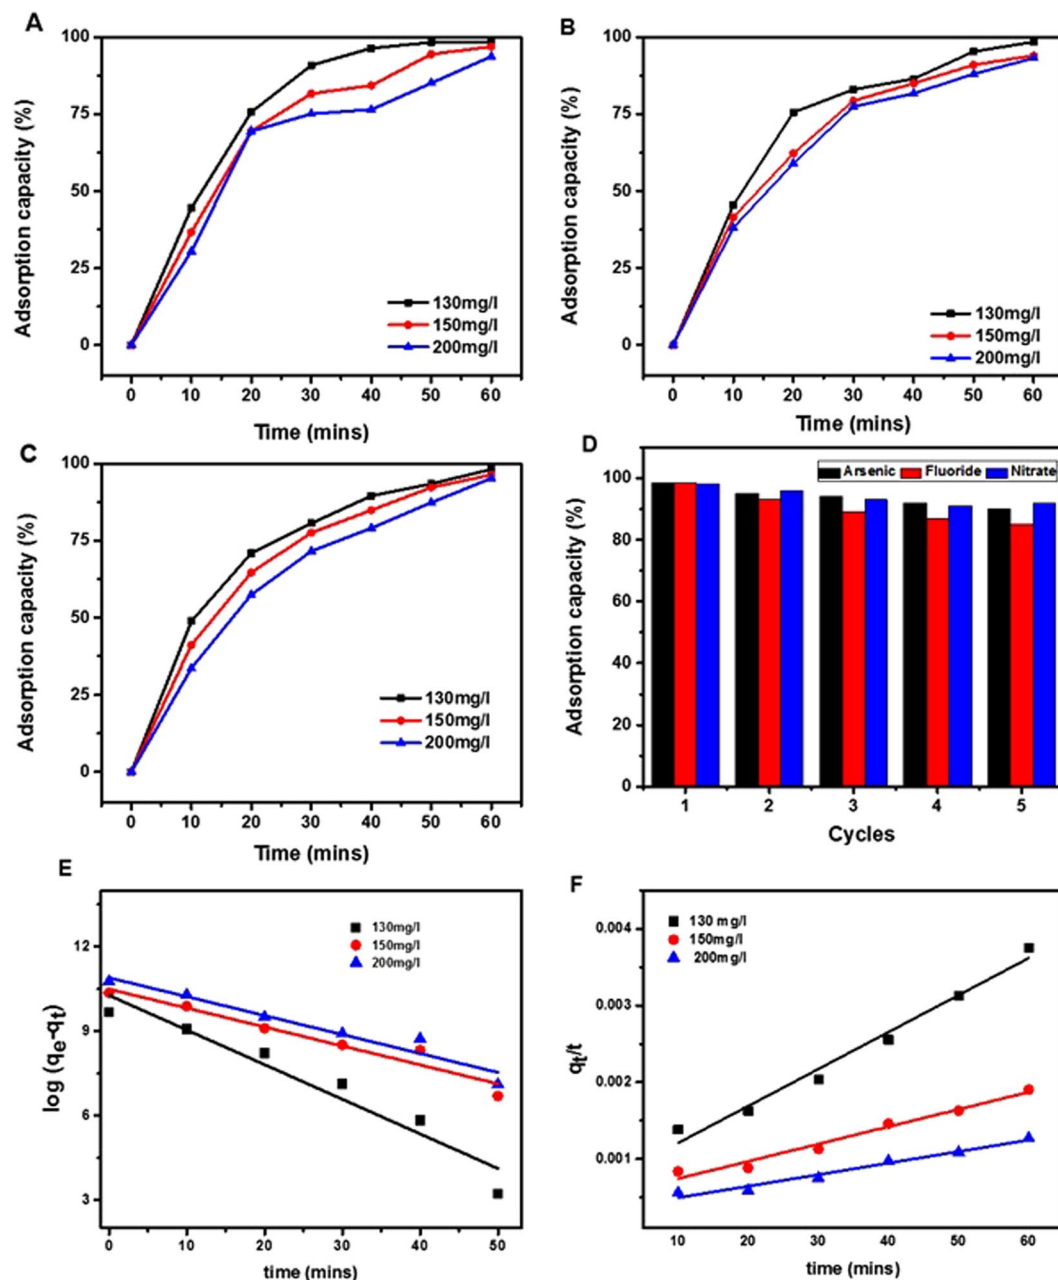 A
100
75
50
25
0
Adsorption capacity (%)
130mg/l
150mg/l
200mg/l
0 10 20 30 40 50 60
Time (mins)
B
100
75
50
25
0
Adsorption capacity (%)
130mg/l
150mg/l
200mg/l
0 10 20 30 40 50 60
Time (mins)
C
100
75
50
25
0
Adsorption capacity (%)
130mg/l
150mg/l
200mg/l
0 10 20 30 40 50 60
Time (mins)
D
100
80
60
40
20
0
Adsorption capacity (%)
Arsenic Fluoride Nitrate
1 2 3 4 5
Cycles
E
12
9
6
3
log (qe-qt)
130mg/l
150mg/l
200mg/l
0 10 20 30 40 50
time (mins)
F
0.004
0.003
0.002
0.001
qt/t
130 mg/l
150mg/l
200mg/l
10 20 30 40 50 60
time (mins)